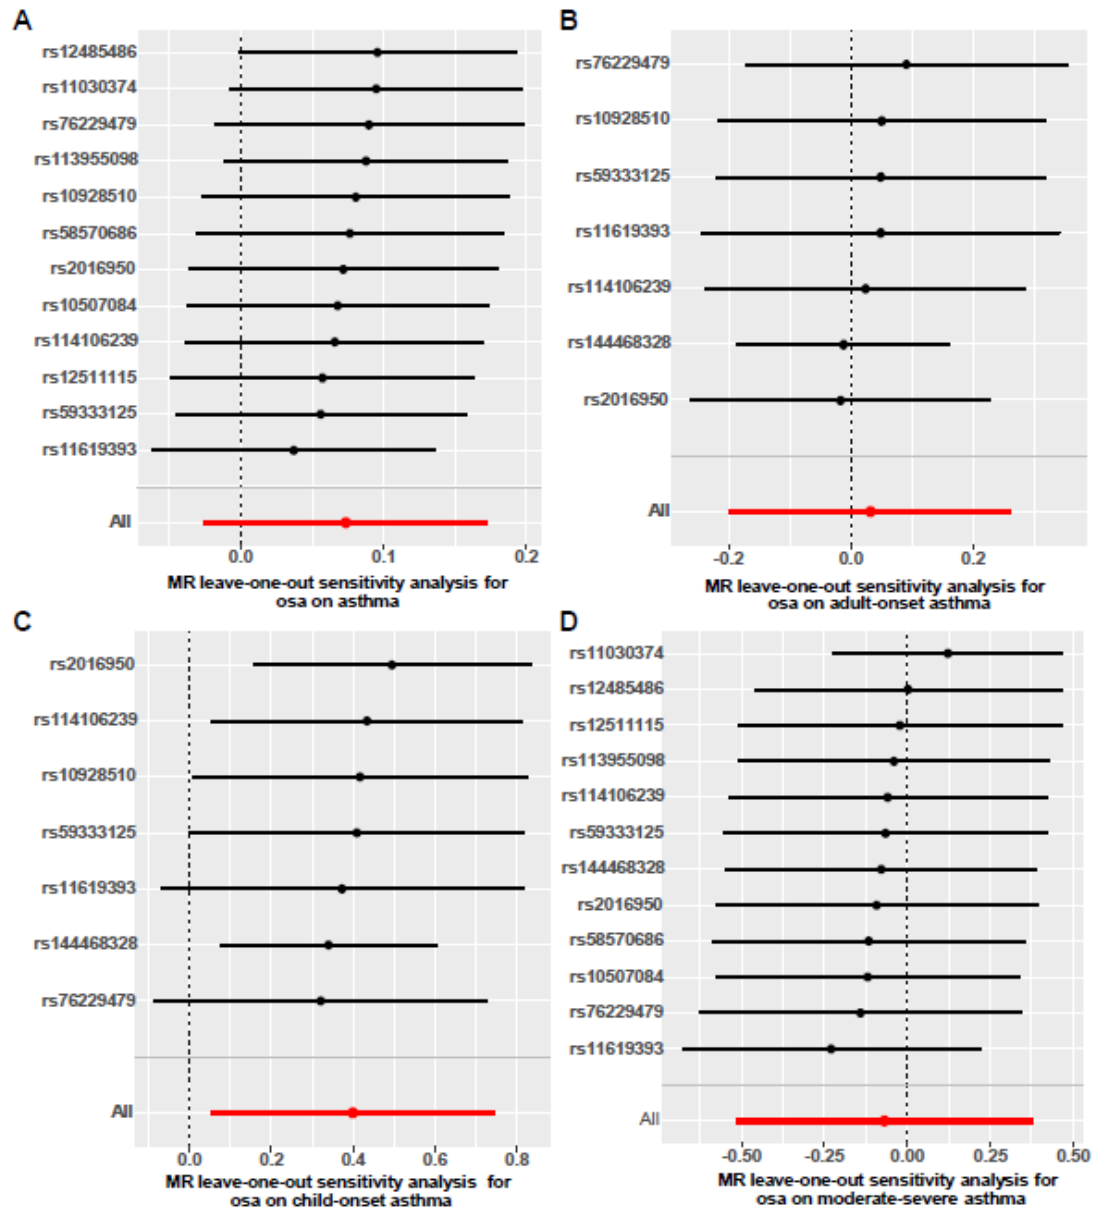 A
rs12485486
rs11030374
rs76229479
rs113955098
rs10928510
rs58570686
rs2016950
rs10507084
rs114106239
rs12511115
rs59333125
rs11619393
All
0.0 0.1 0.2
MR leave-one-out sensitivity analysis for
osa on asthma
B
rs76229479
rs10928510
rs59333125
rs11619393
rs114106239
rs144468328
rs2016950
All
-0.2 0.0 0.2
MR leave-one-out sensitivity analysis for
osa on adult-onset asthma
C
rs2016950
rs114106239
rs10928510
rs59333125
rs11619393
rs144468328
rs76229479
All
0.0 0.2 0.4 0.6 0.8
MR leave-one-out sensitivity analysis for
osa on child-onset asthma
D
rs11030374
rs12485486
rs12511115
rs113955098
rs114106239
rs59333125
rs144468328
rs2016950
rs58570686
rs10507084
rs76229479
rs11619393
All
-0.50 -0.25 0.00 0.25 0.50
MR leave-one-out sensitivity analysis for
osa on moderate-severe asthma